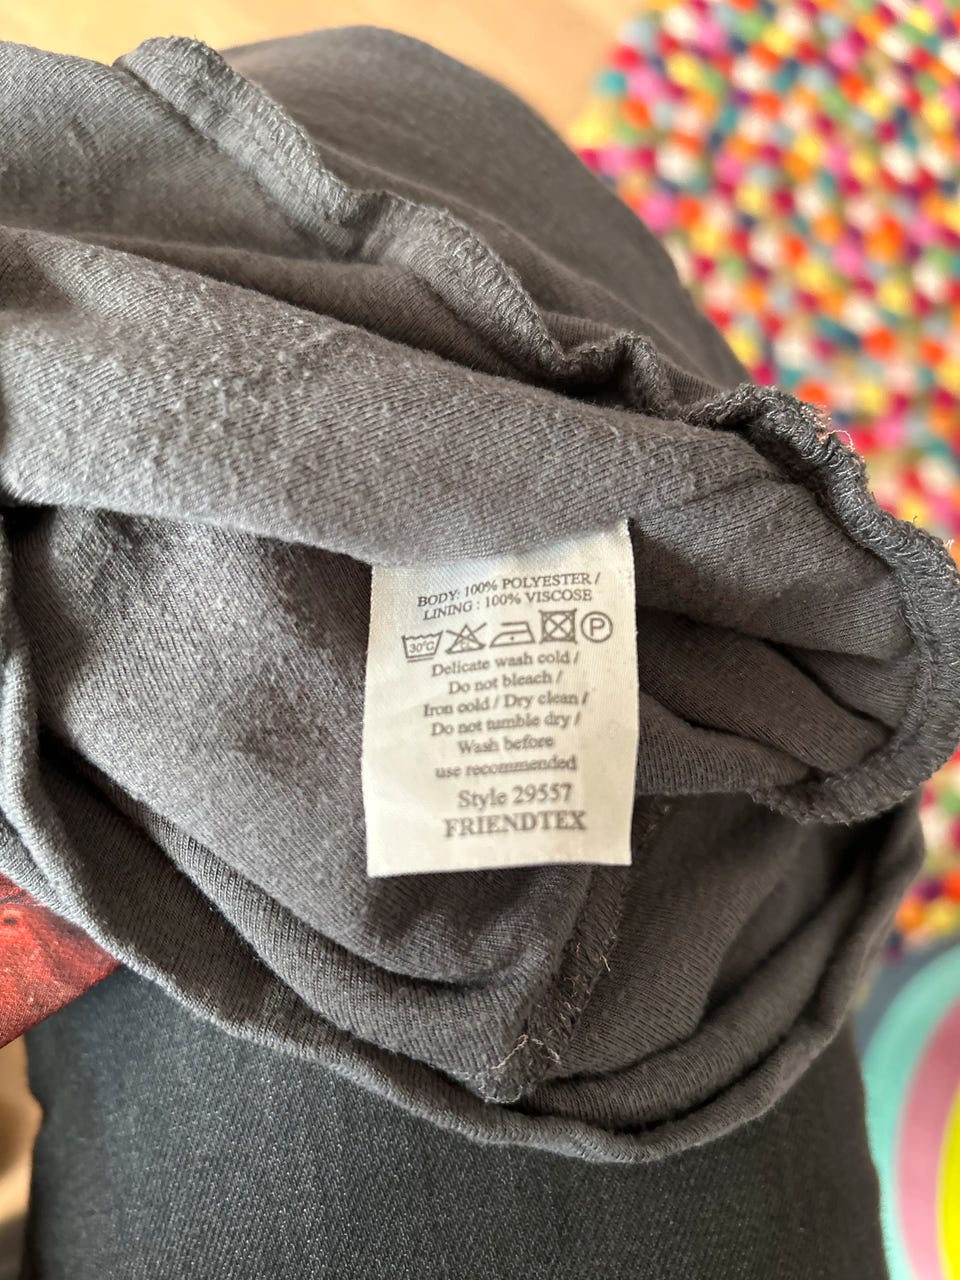 BODY: 100% POLYESTER /
LINING : 100% VISCOSE
30°C P
Delicate wash cold /
Do not bleach /
Iron cold / Dry clean /
Do not tumble dry /
Wash before
use recommended
Style 29557
FRIENDTEX